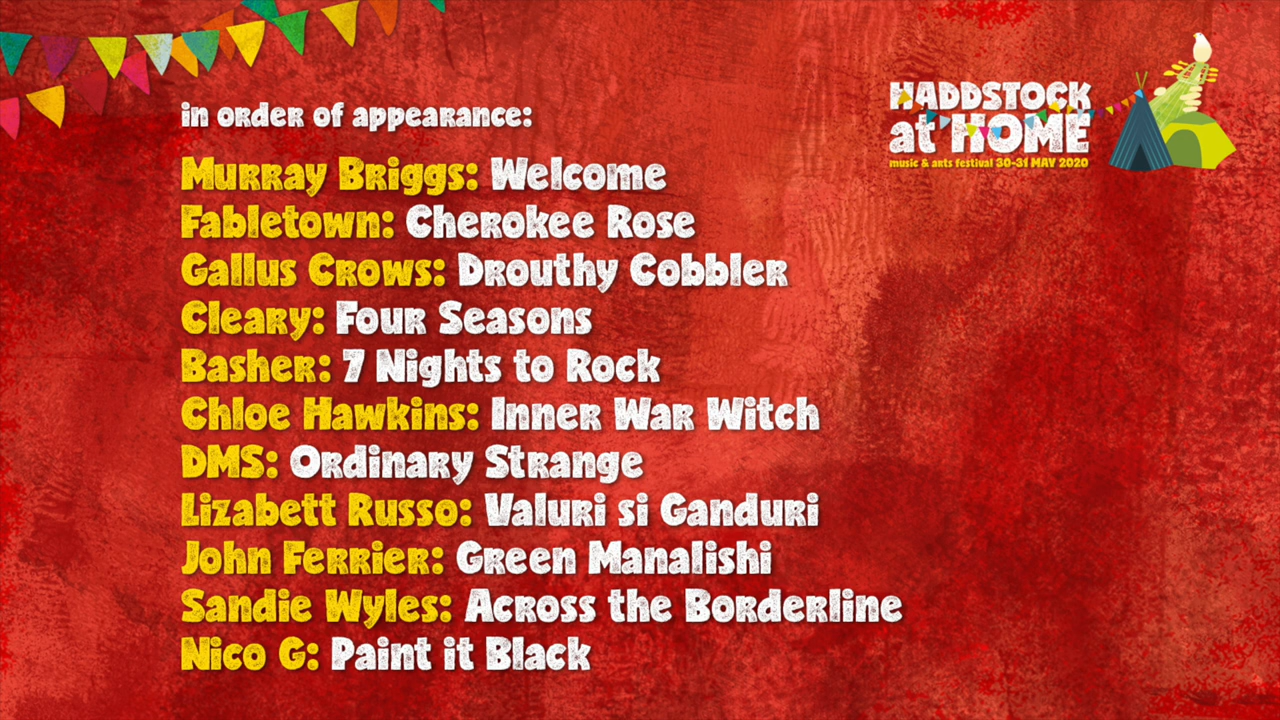 in order of appearance:
HADDSTOCK
at HOME
music & arts festival 30-31 MAY 2020
Murray Briggs: Welcome
Fabletown: Cherokee Rose
Gallus Crows: Drouthy Cobbler
Cleary: Four Seasons
Basher: 7 Nights to Rock
Chloe Hawkins: Inner War Witch
DMS: Ordinary Strange
Lizabett Russo: Valuri si Ganduri
John Ferrier: Green Manalishi
Sandie Wyles: Across the Borderline
Nico G: Paint it Black